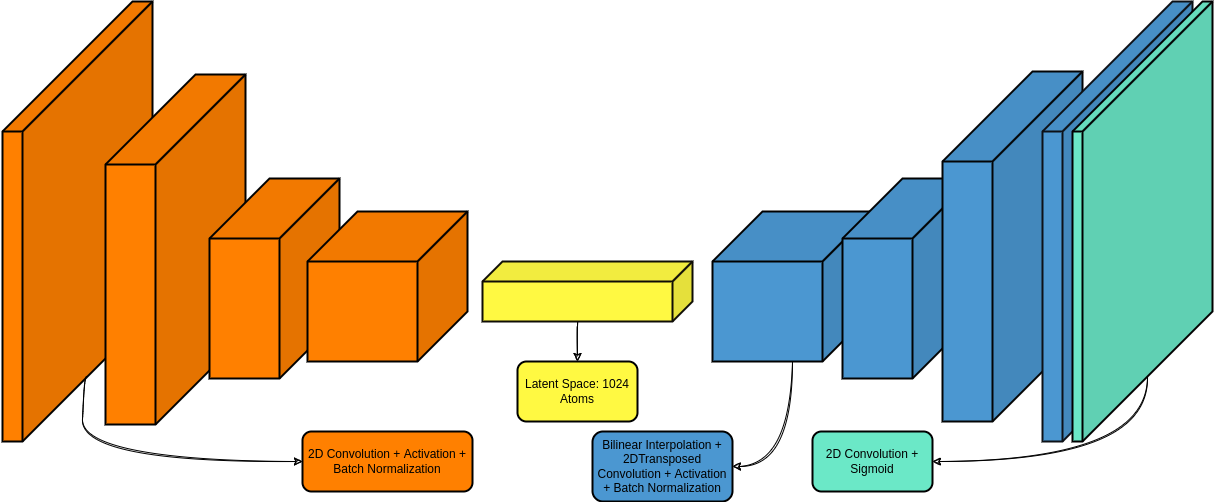 Latent Space: 1024
Atoms
2D Convolution + Activation +
Batch Normalization
Bilinear Interpolation +
2DTransposed
Convolution + Activation
+ Batch Normalization
2D Convolution +
Sigmoid